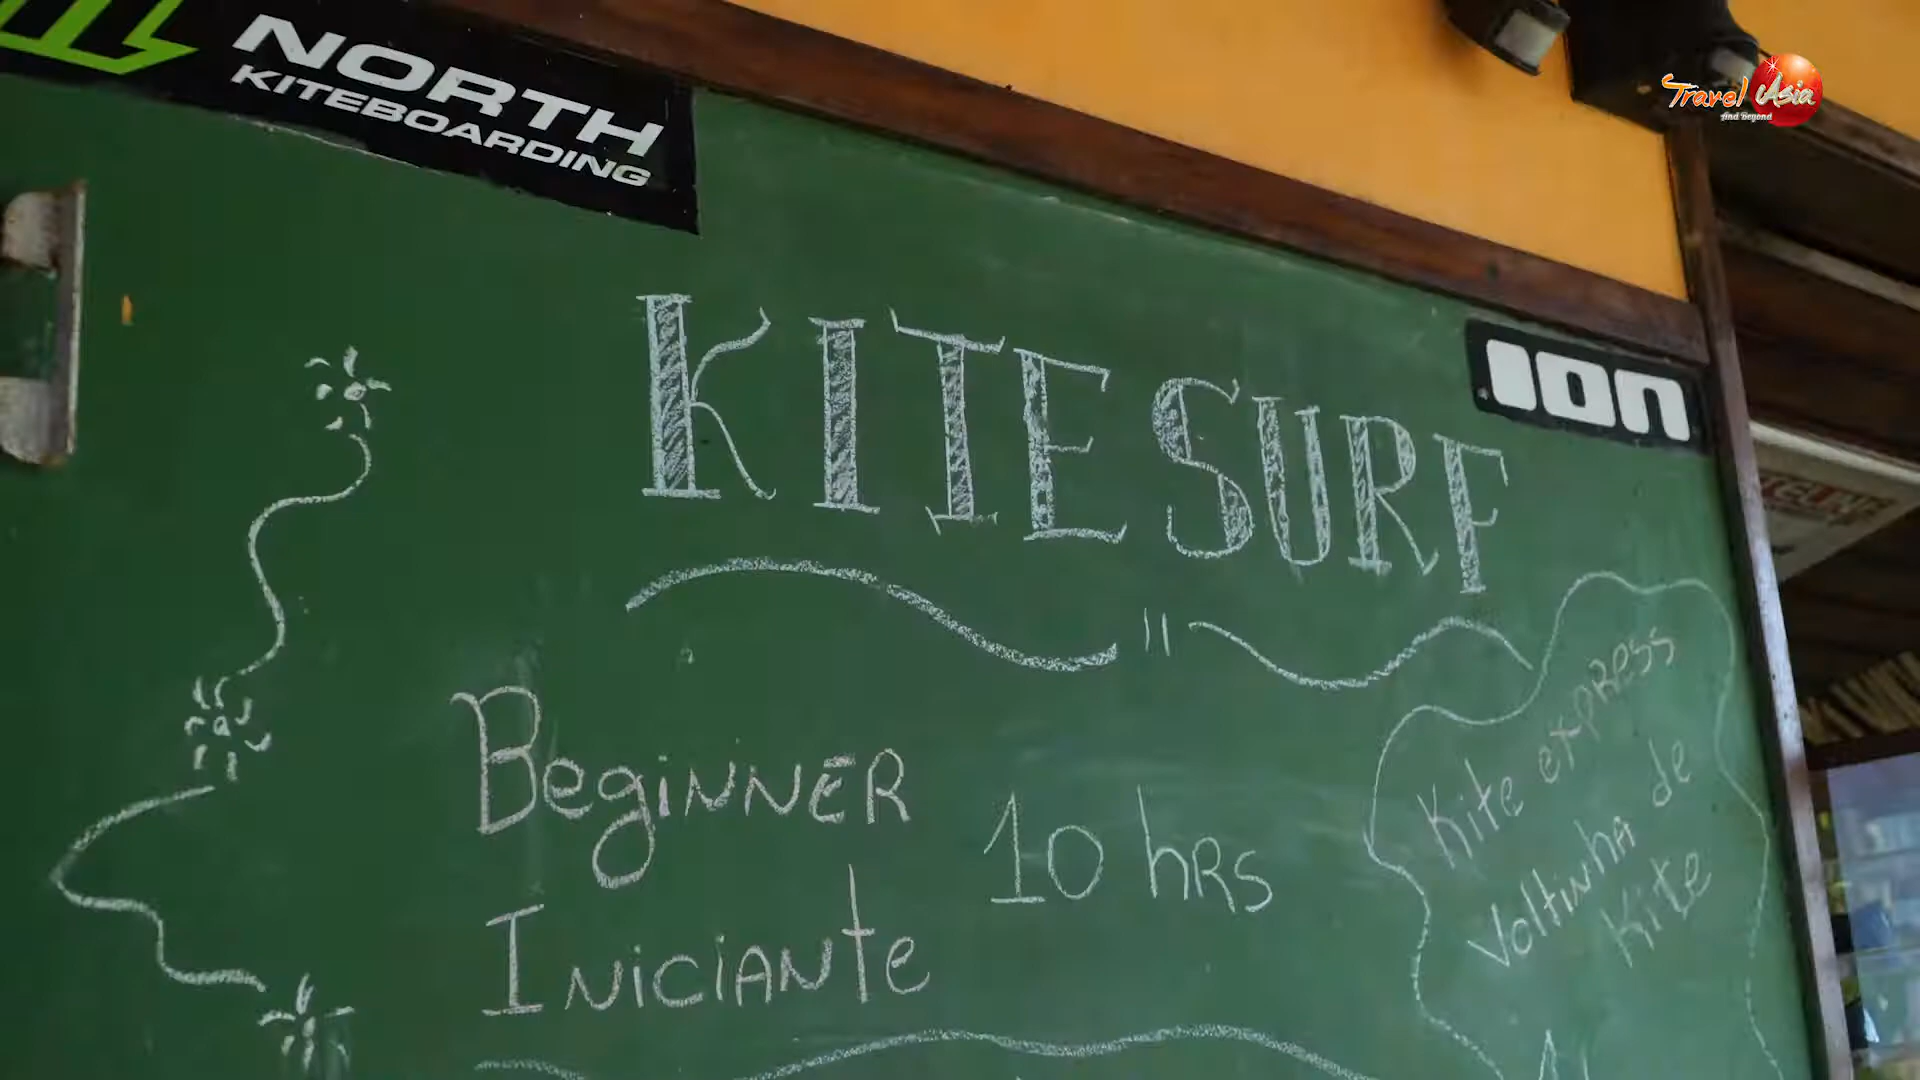 NORTH
KITEBOARDING
Travel Asia
And Beyond
ION
KITESURF
Beginner
Iniciante
10 hrs
Kite express
Voltinha de
Kite